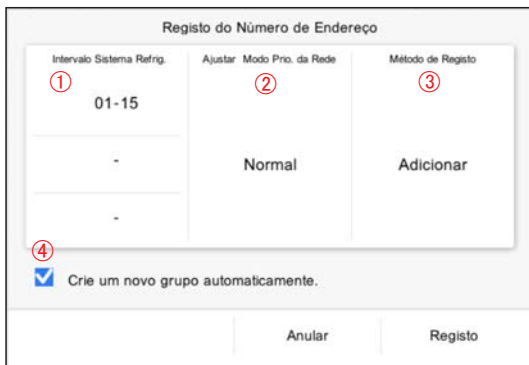 Registo do Número de Endereço
Intervalo Sistema Refrig.
Ajustar Modo Prio. da Rede
Método de Registo
①
②
③
01-15
-
Normal
Adicionar
-
④
Crie um novo grupo automaticamente.
Anular
Registo